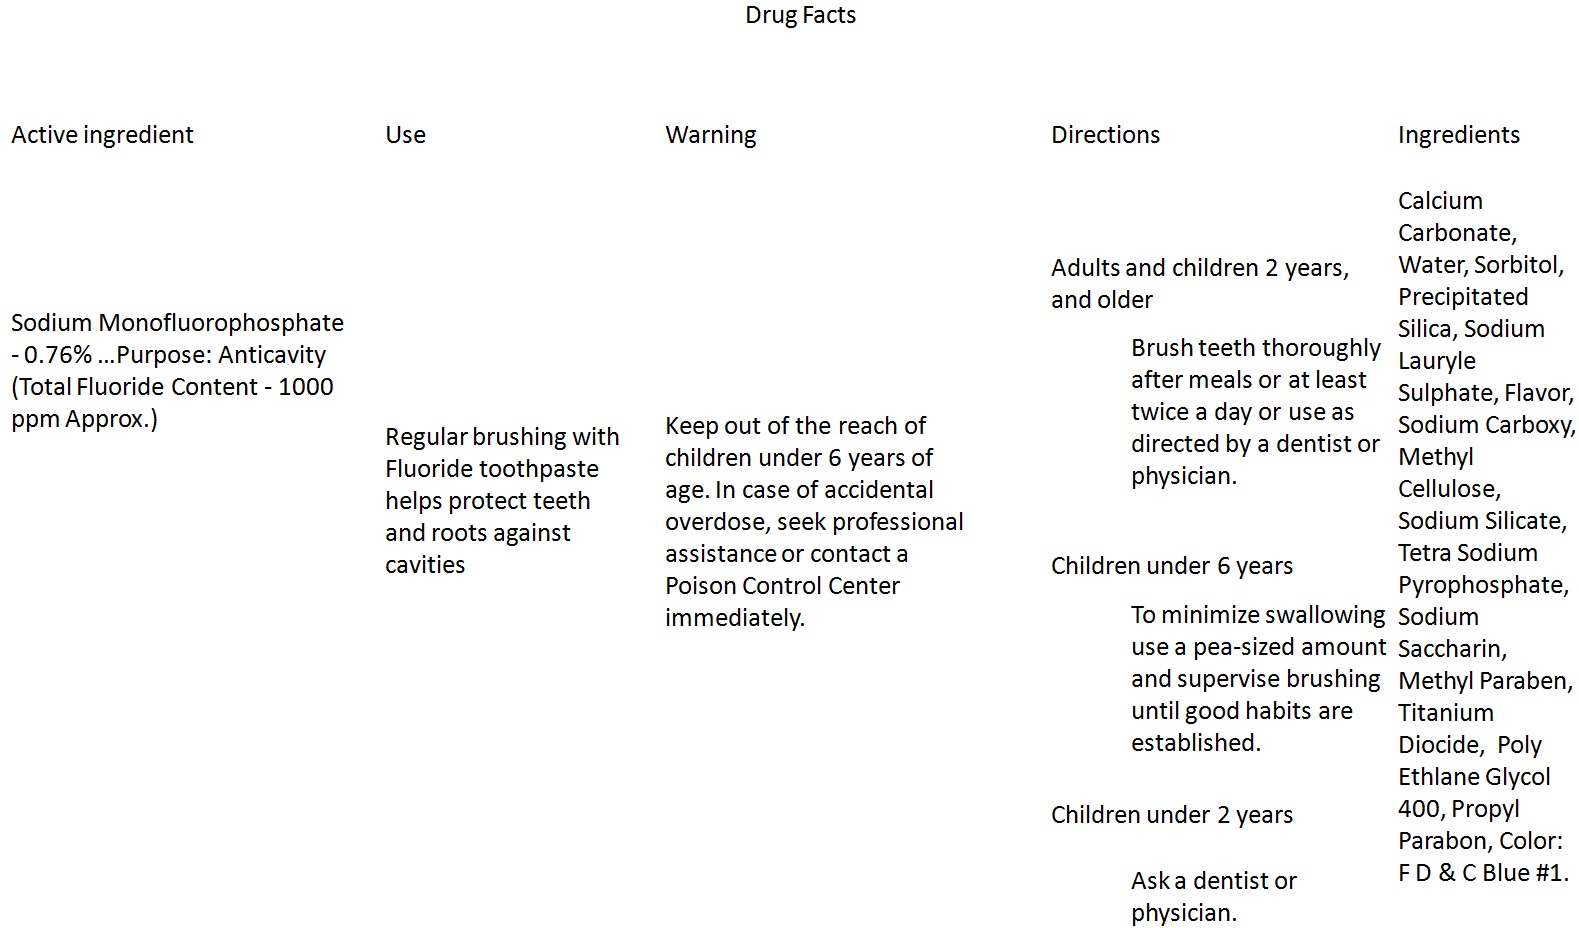 Drug Facts
Active ingredient
Sodium Monofluorophosphate
- 0.76% ...Purpose: Anticavity
(Total Fluoride Content - 1000
ppm Approx.)
Use
Regular brushing with
Fluoride toothpaste
helps protect teeth
and roots against
cavities
Warning
Keep out of the reach of
children under 6 years of
age. In case of accidental
overdose, seek professional
assistance or contact a
Poison Control Center
immediately.
Directions
Adults and children 2 years,
and older
Brush teeth thoroughly
after meals or at least
twice a day or use as
directed by a dentist or
physician.
Children under 6 years
To minimize swallowing
use a pea-sized amount
and supervise brushing
until good habits are
established.
Children under 2 years
Ask a dentist or
physician.
Ingredients
Calcium
Carbonate,
Water, Sorbitol,
Precipitated
Silica, Sodium
Lauryle
Sulphate, Flavor,
Sodium Carboxy,
Methyl
Cellulose,
Sodium Silicate,
Tetra Sodium
Pyrophosphate,
Sodium
Saccharin,
Methyl Paraben,
Titanium
Diocide,  Poly
Ethlane Glycol
400, Propyl
Parabon, Color:
F D & C Blue #1.